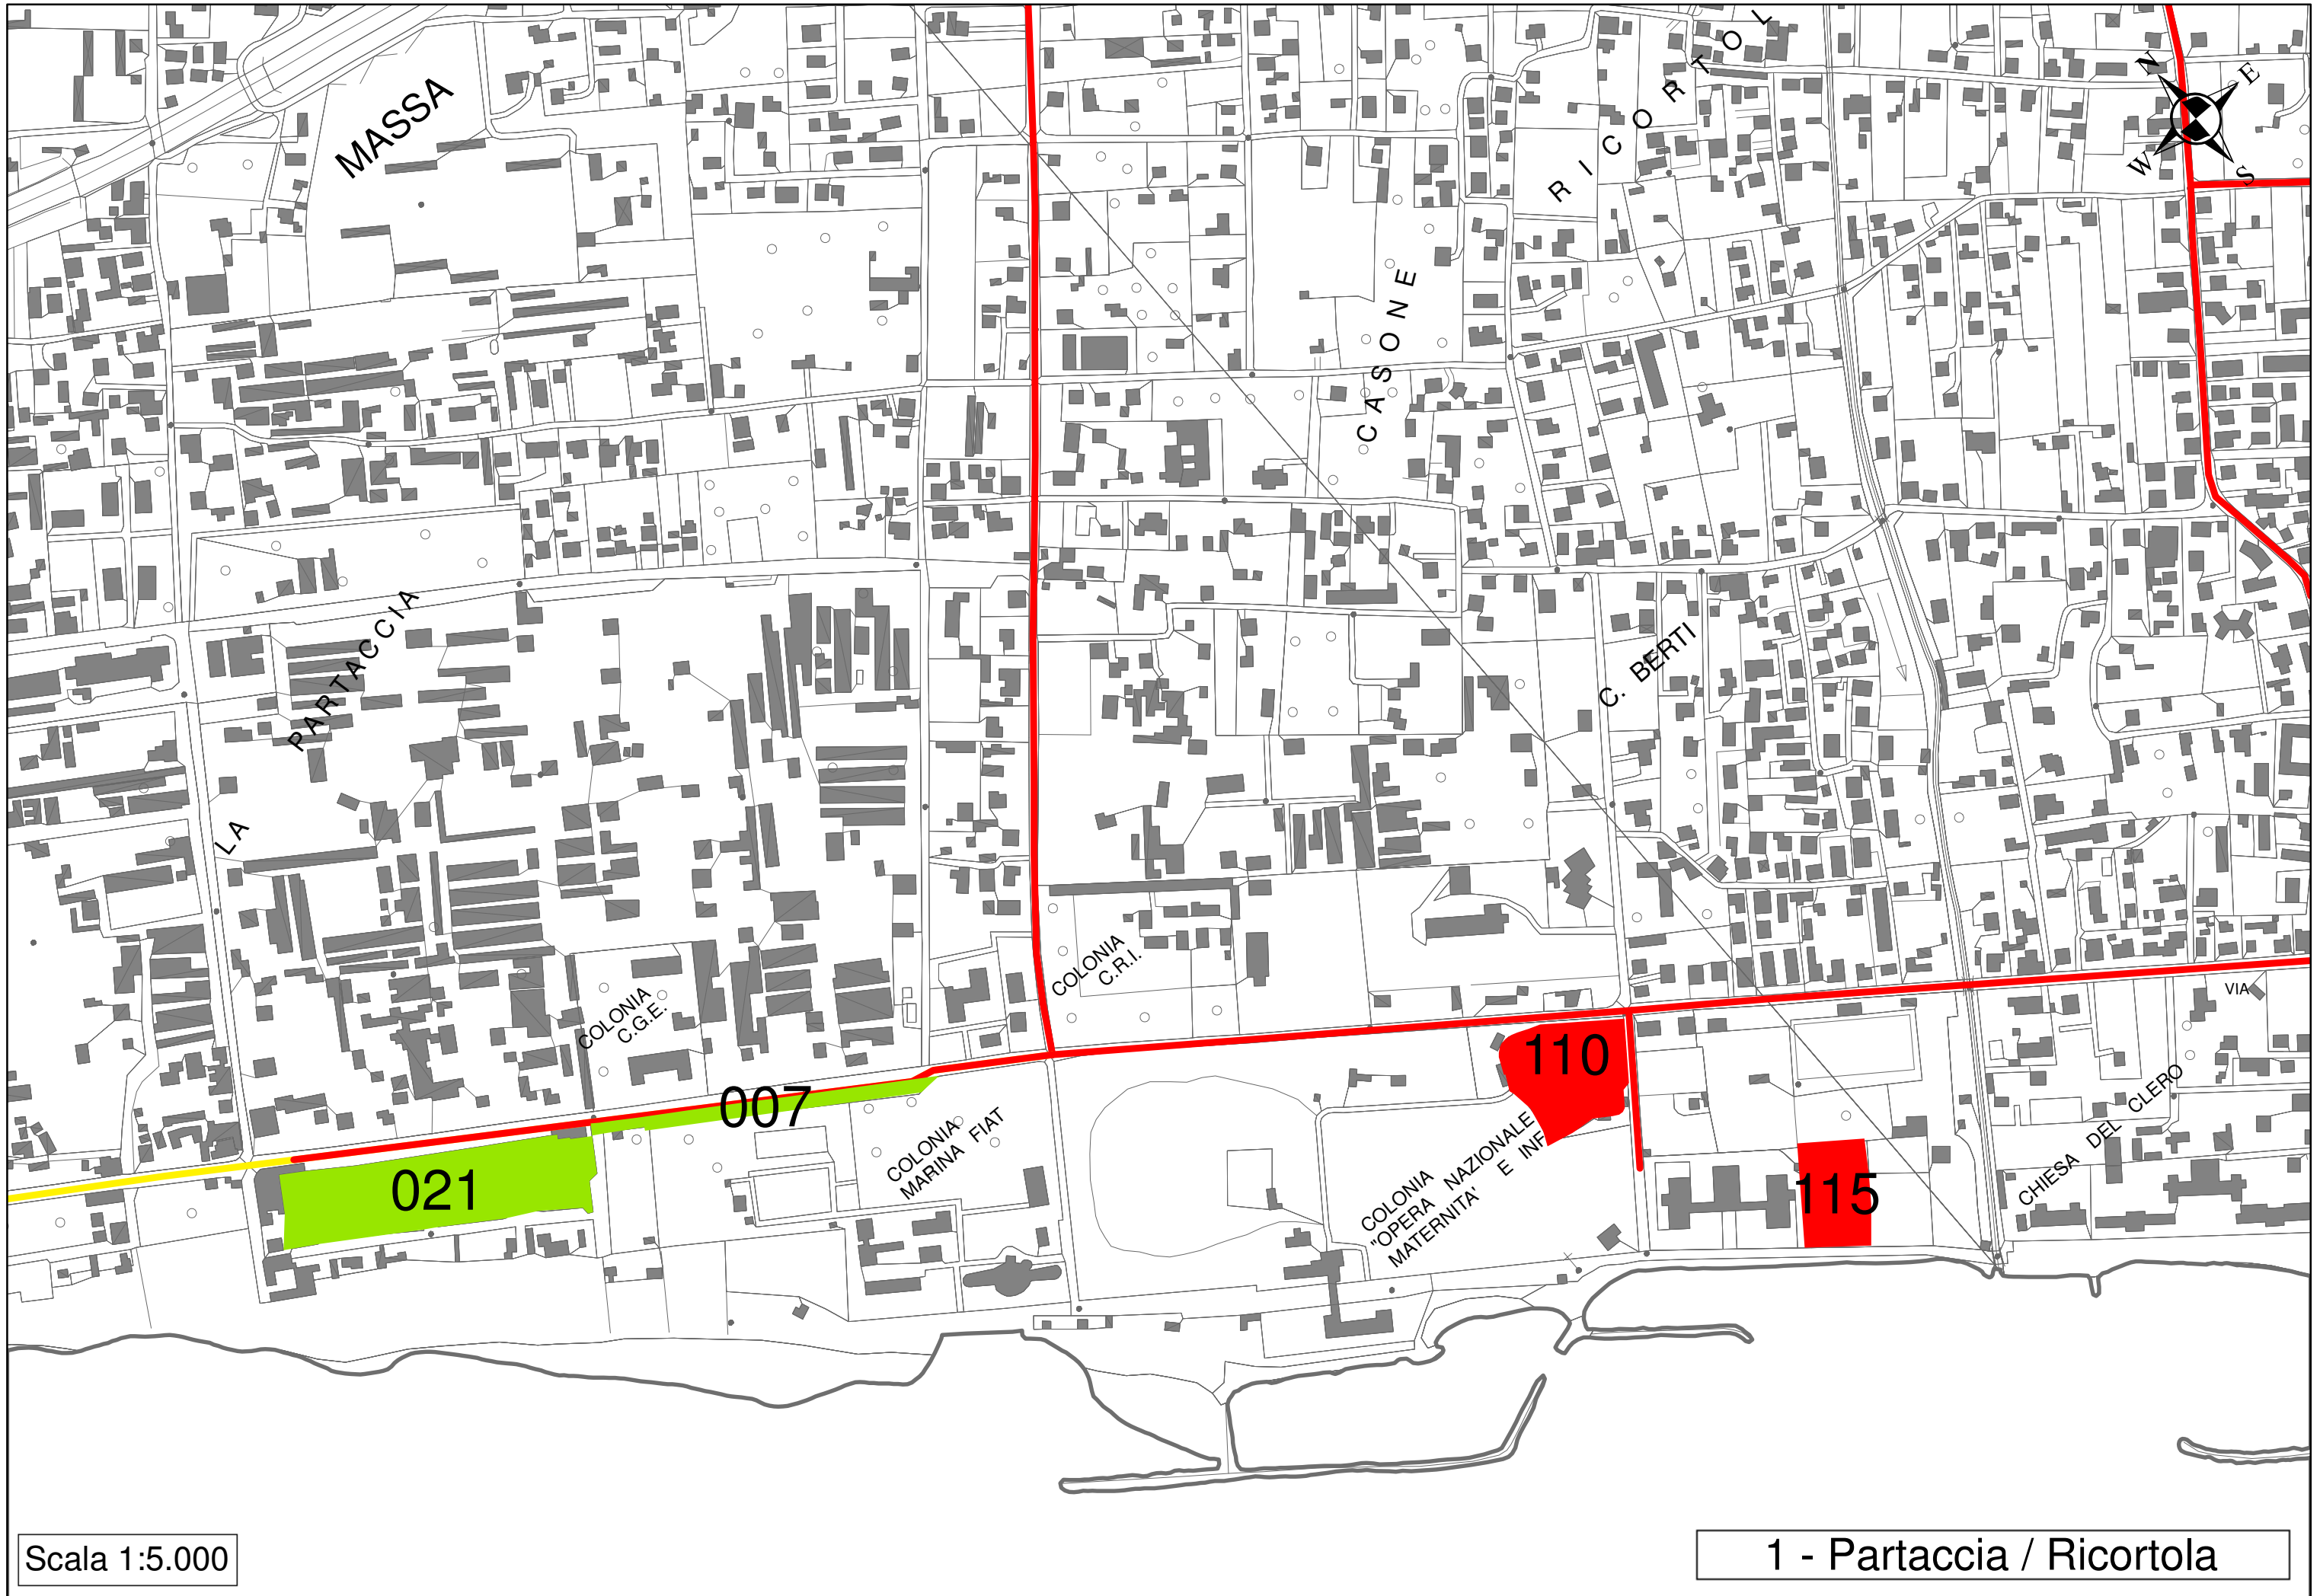 MASSA
RICORTOL
N
E
W
S
CASONE
LA PARTACCIA
C. BERTI
COLONIA
C.R.I.
COLONIA
C.G.E.
VIA
007
110
COLONIA
MARINA FIAT
COLONIA
"OPERA NAZIONALE
MATERNITA' E INF
021
115
CHIESA DEL CLERO
Scala 1:5.000
1 - Partaccia / Ricortola